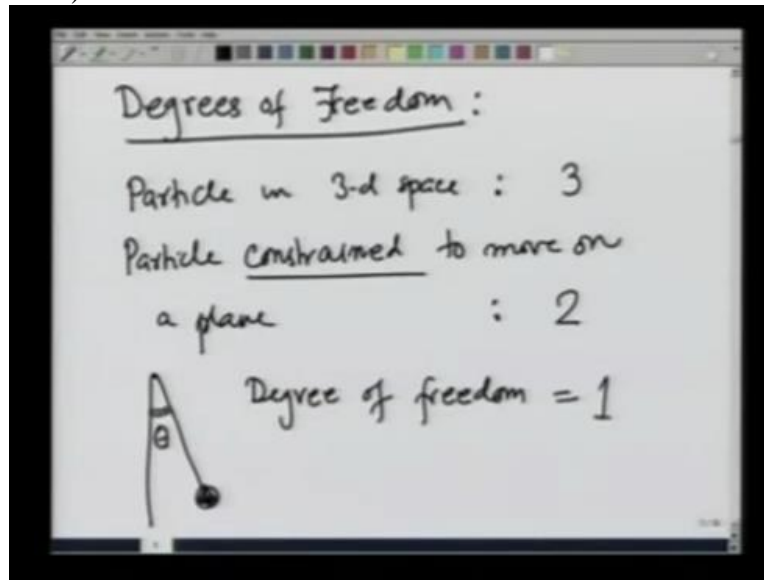 Degrees of Freedom :
Particle in 3-d space : 3
Particle constrained to move on
a plane : 2
Degree of freedom = 1
θ